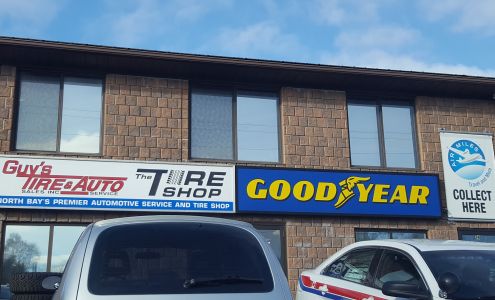 Guy's
TIRE & AUTO
SALES INC. SERVICE
The TIRE
SHOP
NORTH BAY'S PREMIER AUTOMOTIVE SERVICE AND TIRE SHOP
GOODYEAR
AIR MILES
COLLECT
HERE